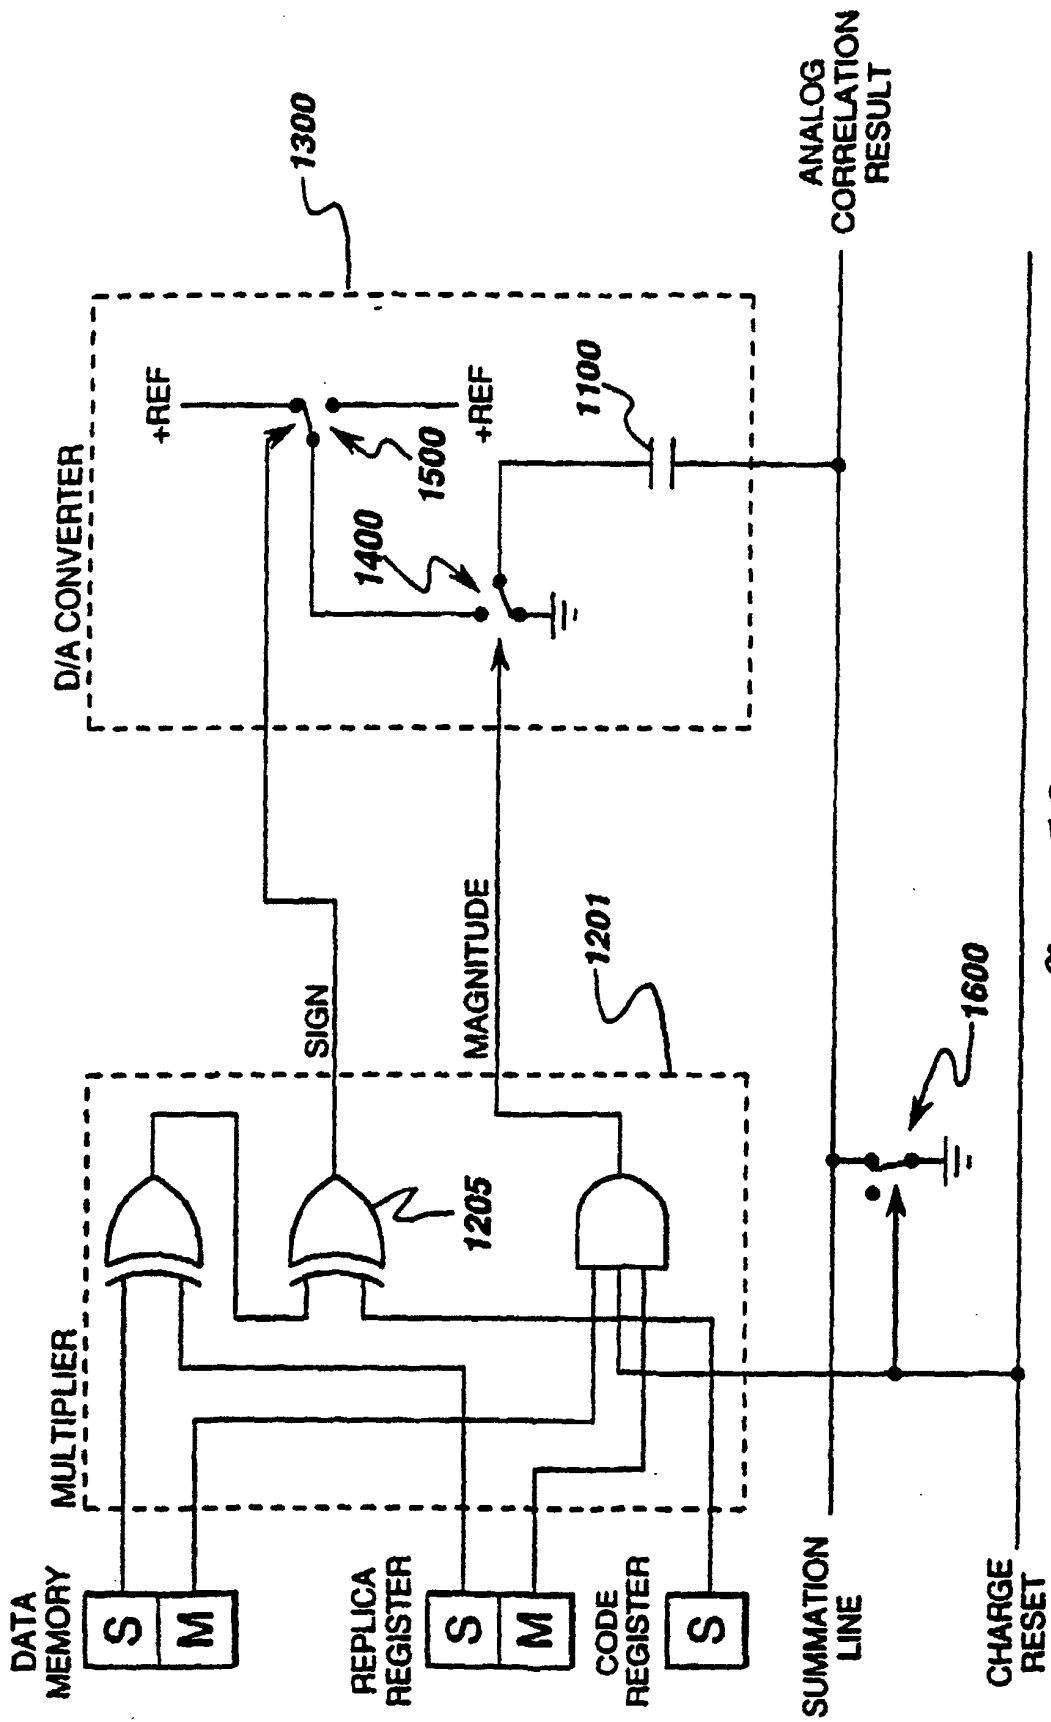 DATA
MEMORY
S
M
REPLICA
REGISTER
S
M
CODE
REGISTER
S
SUMMATION
LINE
CHARGE
RESET
MULTIPLIER
1205
1201
SIGN
MAGNITUDE
1600
D/A CONVERTER
1300
+REF
+REF
1500
1400
1100
ANALOG
CORRELATION
RESULT